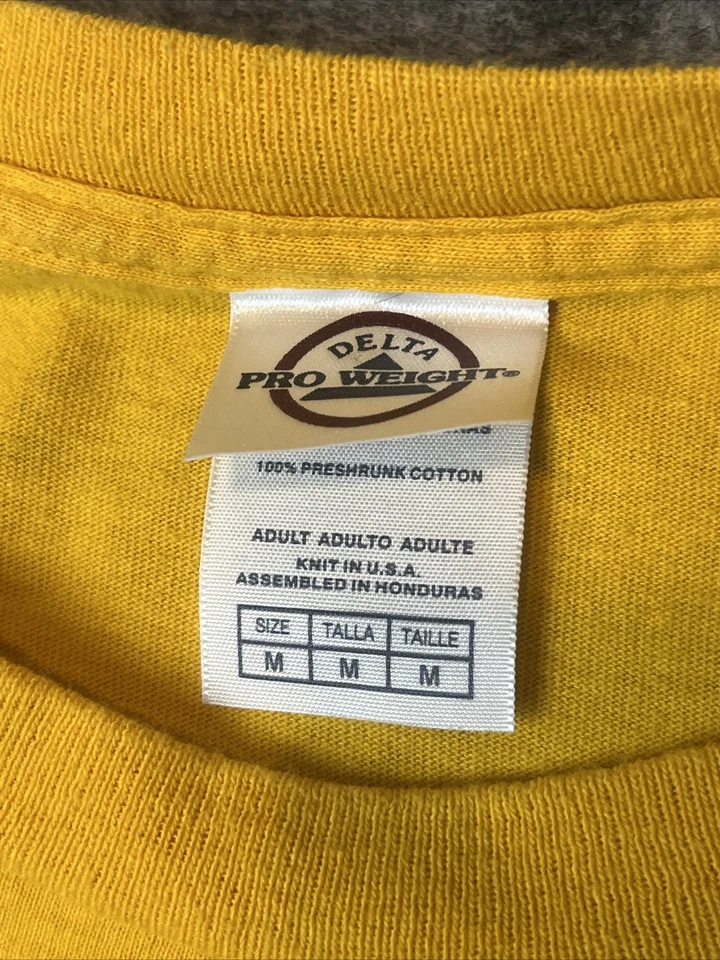 DELTA
PRO WEIGHT®
100% PRESHRUNK COTTON
ADULT ADULTO ADULTE
KNIT IN U.S.A.
ASSEMBLED IN HONDURAS
SIZE TALLA TAILLE
M M M